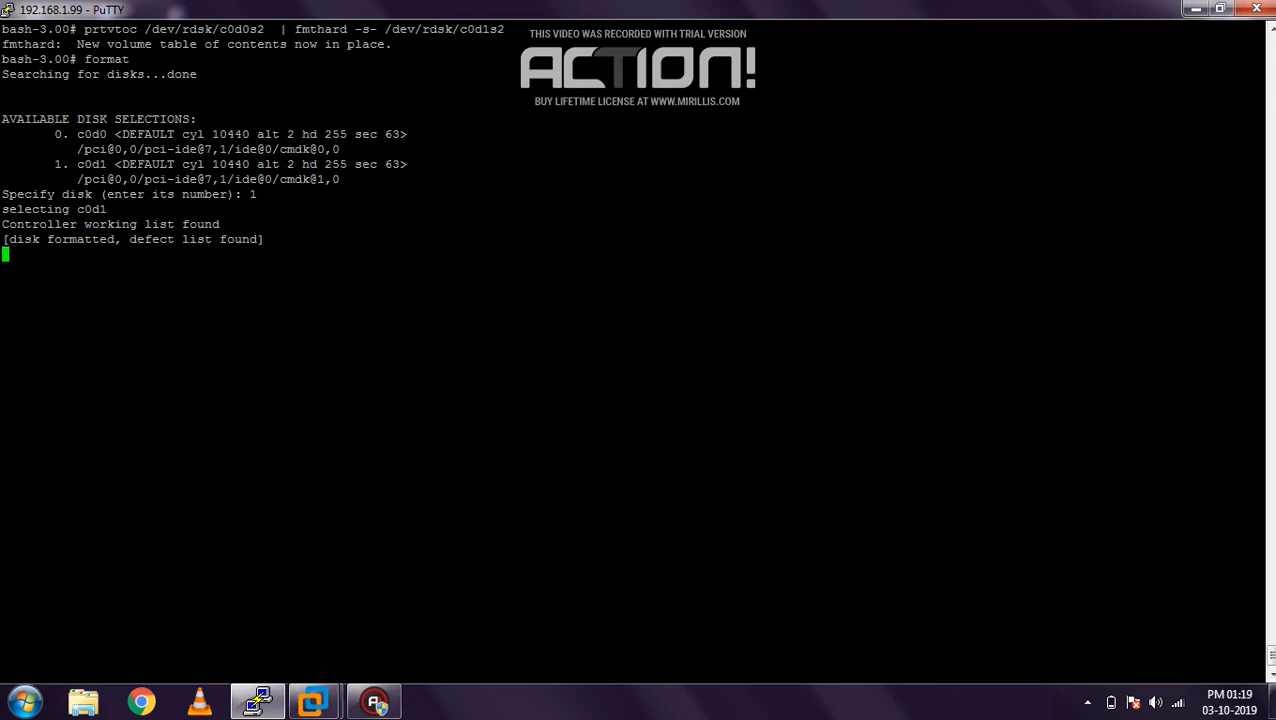 192.168.1.99 - PuTTY
bash-3.00# prtvtoc /dev/rdsk/c0d0s2  | fmthard -s- /dev/rdsk/c0d1s2
fmthard:  New volume table of contents now in place.
bash-3.00# format
Searching for disks...done
THIS VIDEO WAS RECORDED WITH TRIAL VERSION
ACTION!
BUY LIFETIME LICENSE AT WWW.MIRILLIS.COM
AVAILABLE DISK SELECTIONS:
0. c0d0 <DEFAULT cyl 10440 alt 2 hd 255 sec 63>
/pci@0,0/pci-ide@7,1/ide@0/cmdk@0,0
1. c0d1 <DEFAULT cyl 10440 alt 2 hd 255 sec 63>
/pci@0,0/pci-ide@7,1/ide@0/cmdk@1,0
Specify disk (enter its number): 1
selecting c0d1
Controller working list found
[disk formatted, defect list found]
PM 01:19
03-10-2019